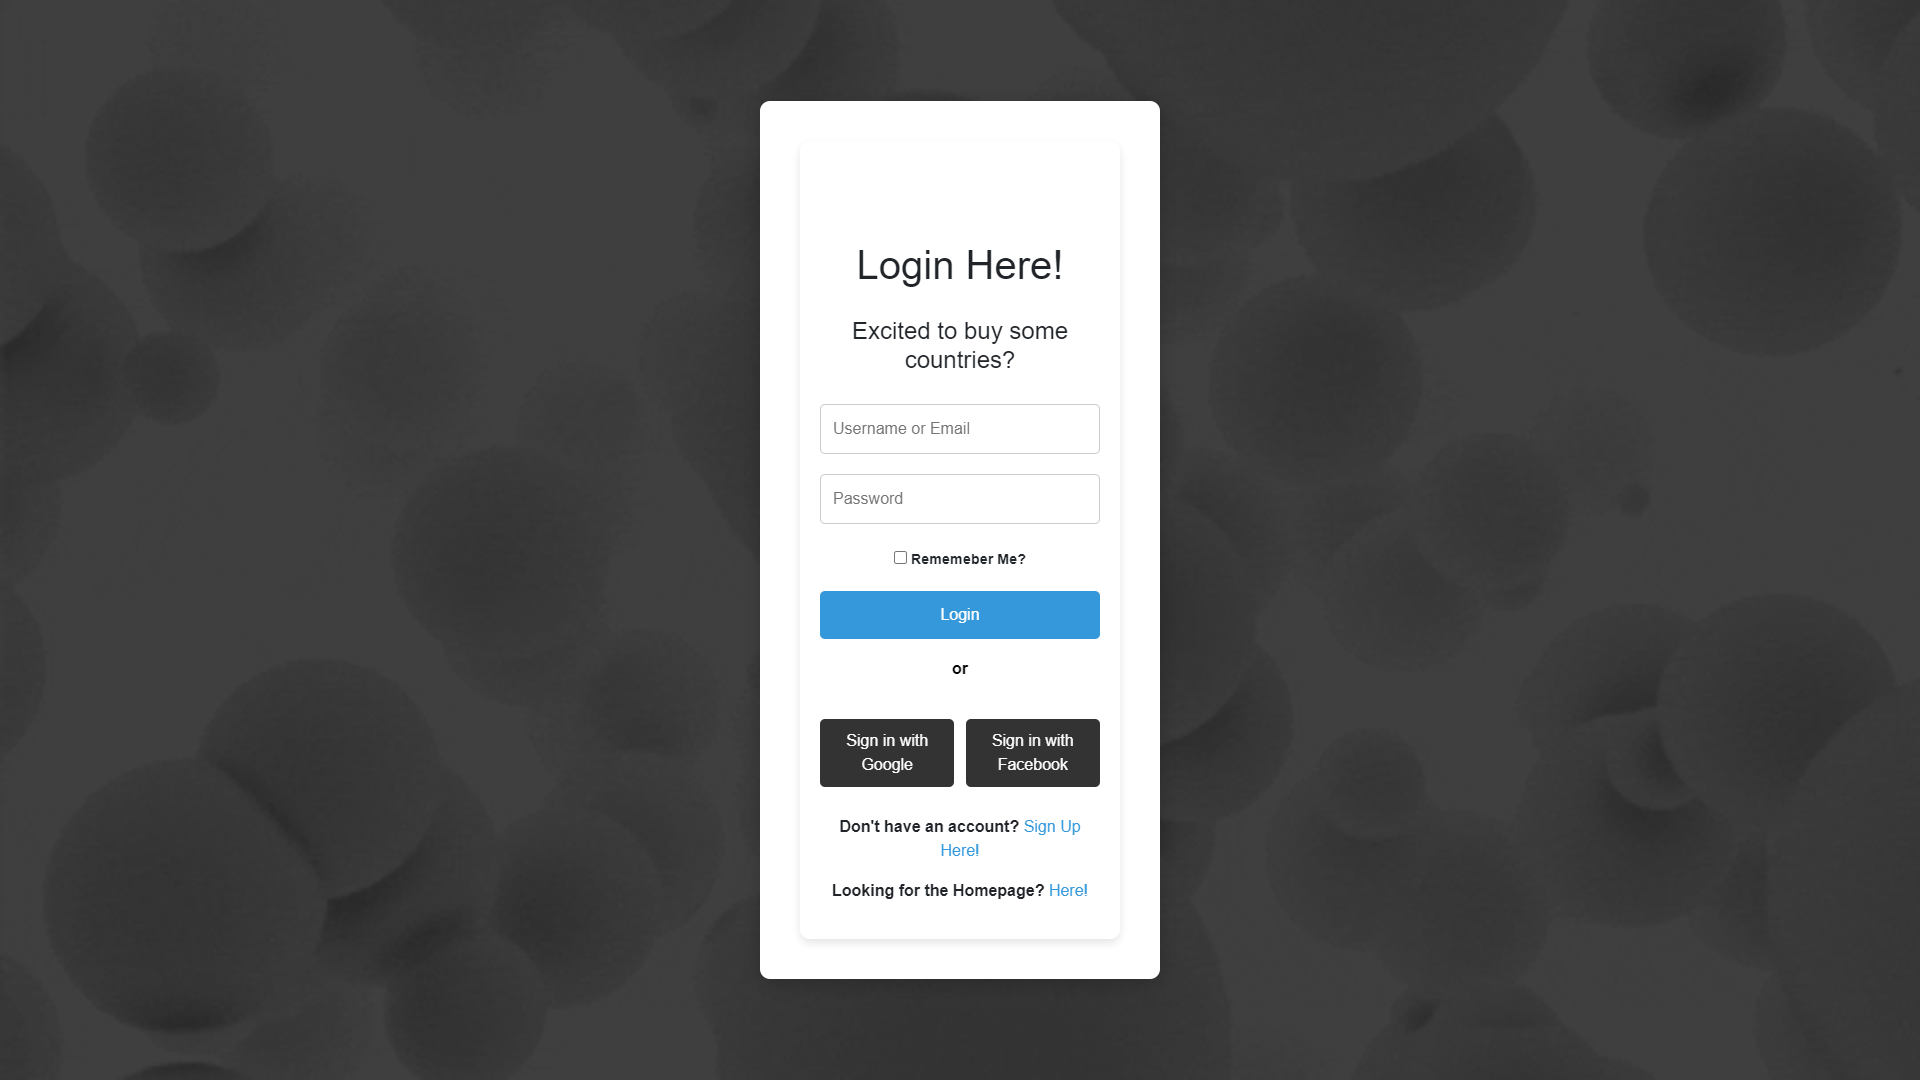 Login Here!
Excited to buy some
countries?
Username or Email
Password
Rememeber Me?
Login
or
Sign in with
Google
Sign in with
Facebook
Don't have an account? Sign Up
Here!
Looking for the Homepage? Here!